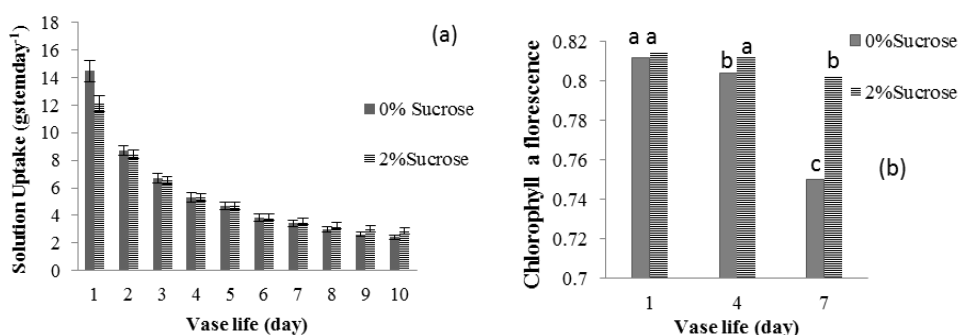 (a)
Solution Uptake (gstemday-1)
18
16
14
12
10
8
6
4
2
0
0% Sucrose
2%Sucrose
1 2 3 4 5 6 7 8 9 10
Vase life (day)
Chlorophyll a florescence
0.82
0.8
0.78
0.76
0.74
0.72
0.7
a a
b a
b
c
0%Sucrose
2%Sucrose
(b)
1 4 7
Vase life (day)